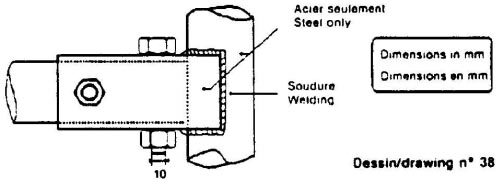 Acier seulement
Steel only
Dimensions in mm
Dimensions en mm
Soudure
Welding
10
Dessin/drawing n° 38